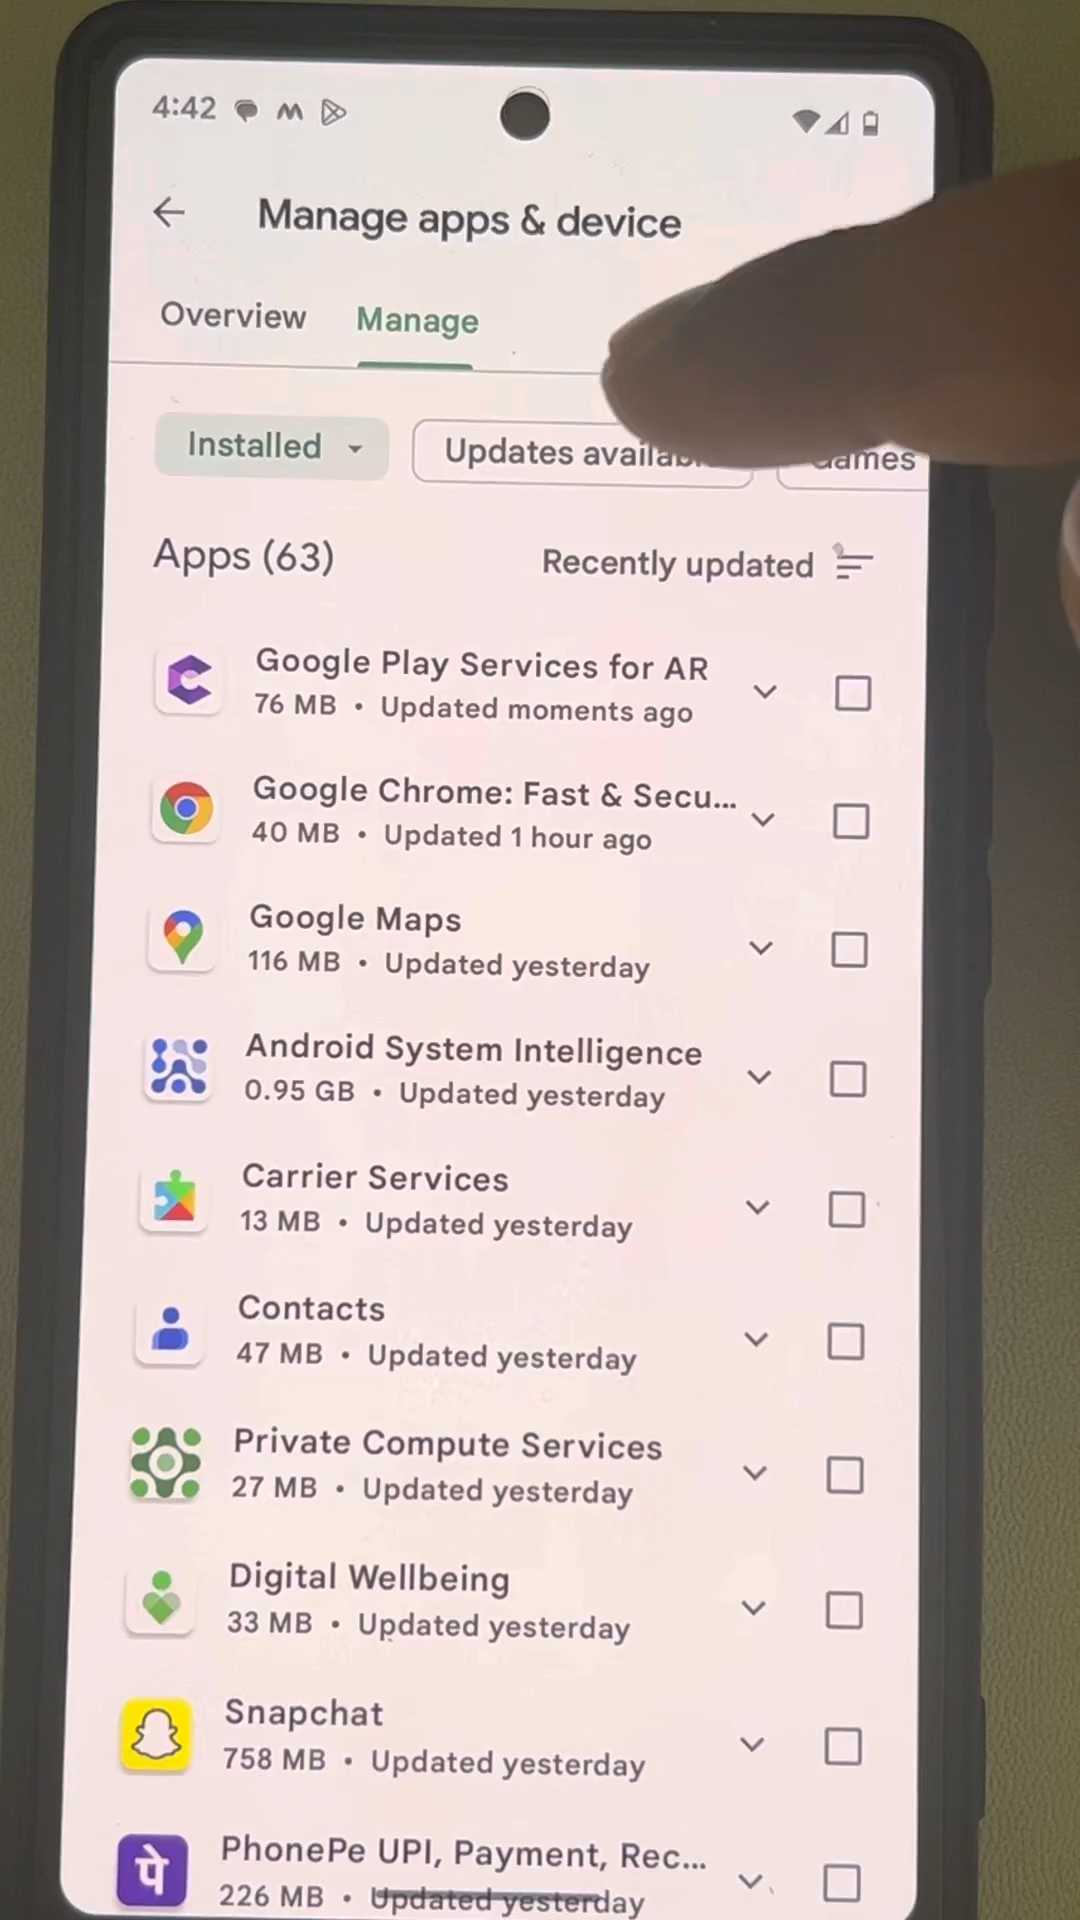 4:42
Manage apps & device
Overview Manage
Installed Updates Games
Apps (63) Recently updated
Google Play Services for AR
76 MB • Updated moments ago
Google Chrome: Fast & Secu...
40 MB • Updated 1 hour ago
Google Maps
116 MB • Updated yesterday
Android System Intelligence
0.95 GB • Updated yesterday
Carrier Services
13 MB • Updated yesterday
Contacts
47 MB • Updated yesterday
Private Compute Services
27 MB • Updated yesterday
Digital Wellbeing
33 MB • Updated yesterday
Snapchat
758 MB • Updated yesterday
पे
PhonePe UPI, Payment, Rec...
226 MB • Updated yesterday